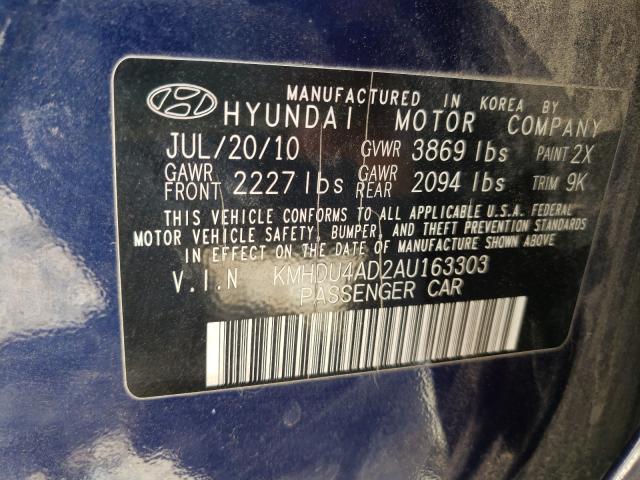 MANUFACTURED IN KOREA BY
HYUNDAI MOTOR COMPANY
JUL/20/10 GVWR 3869 lbs PAINT 2X
GAWR FRONT 2227 lbs GAWR REAR 2094 lbs TRIM 9K
THIS VEHICLE CONFORMS TO ALL APPLICABLE U.S.A. FEDERAL
MOTOR VEHICLE SAFETY, BUMPER, AND THEFT PREVENTION STANDARDS
IN EFFECT ON THE DATE OF MANUFACTURE SHOWN ABOVE
V.I.N KMHDU4AD2AU163303
PASSENGER CAR